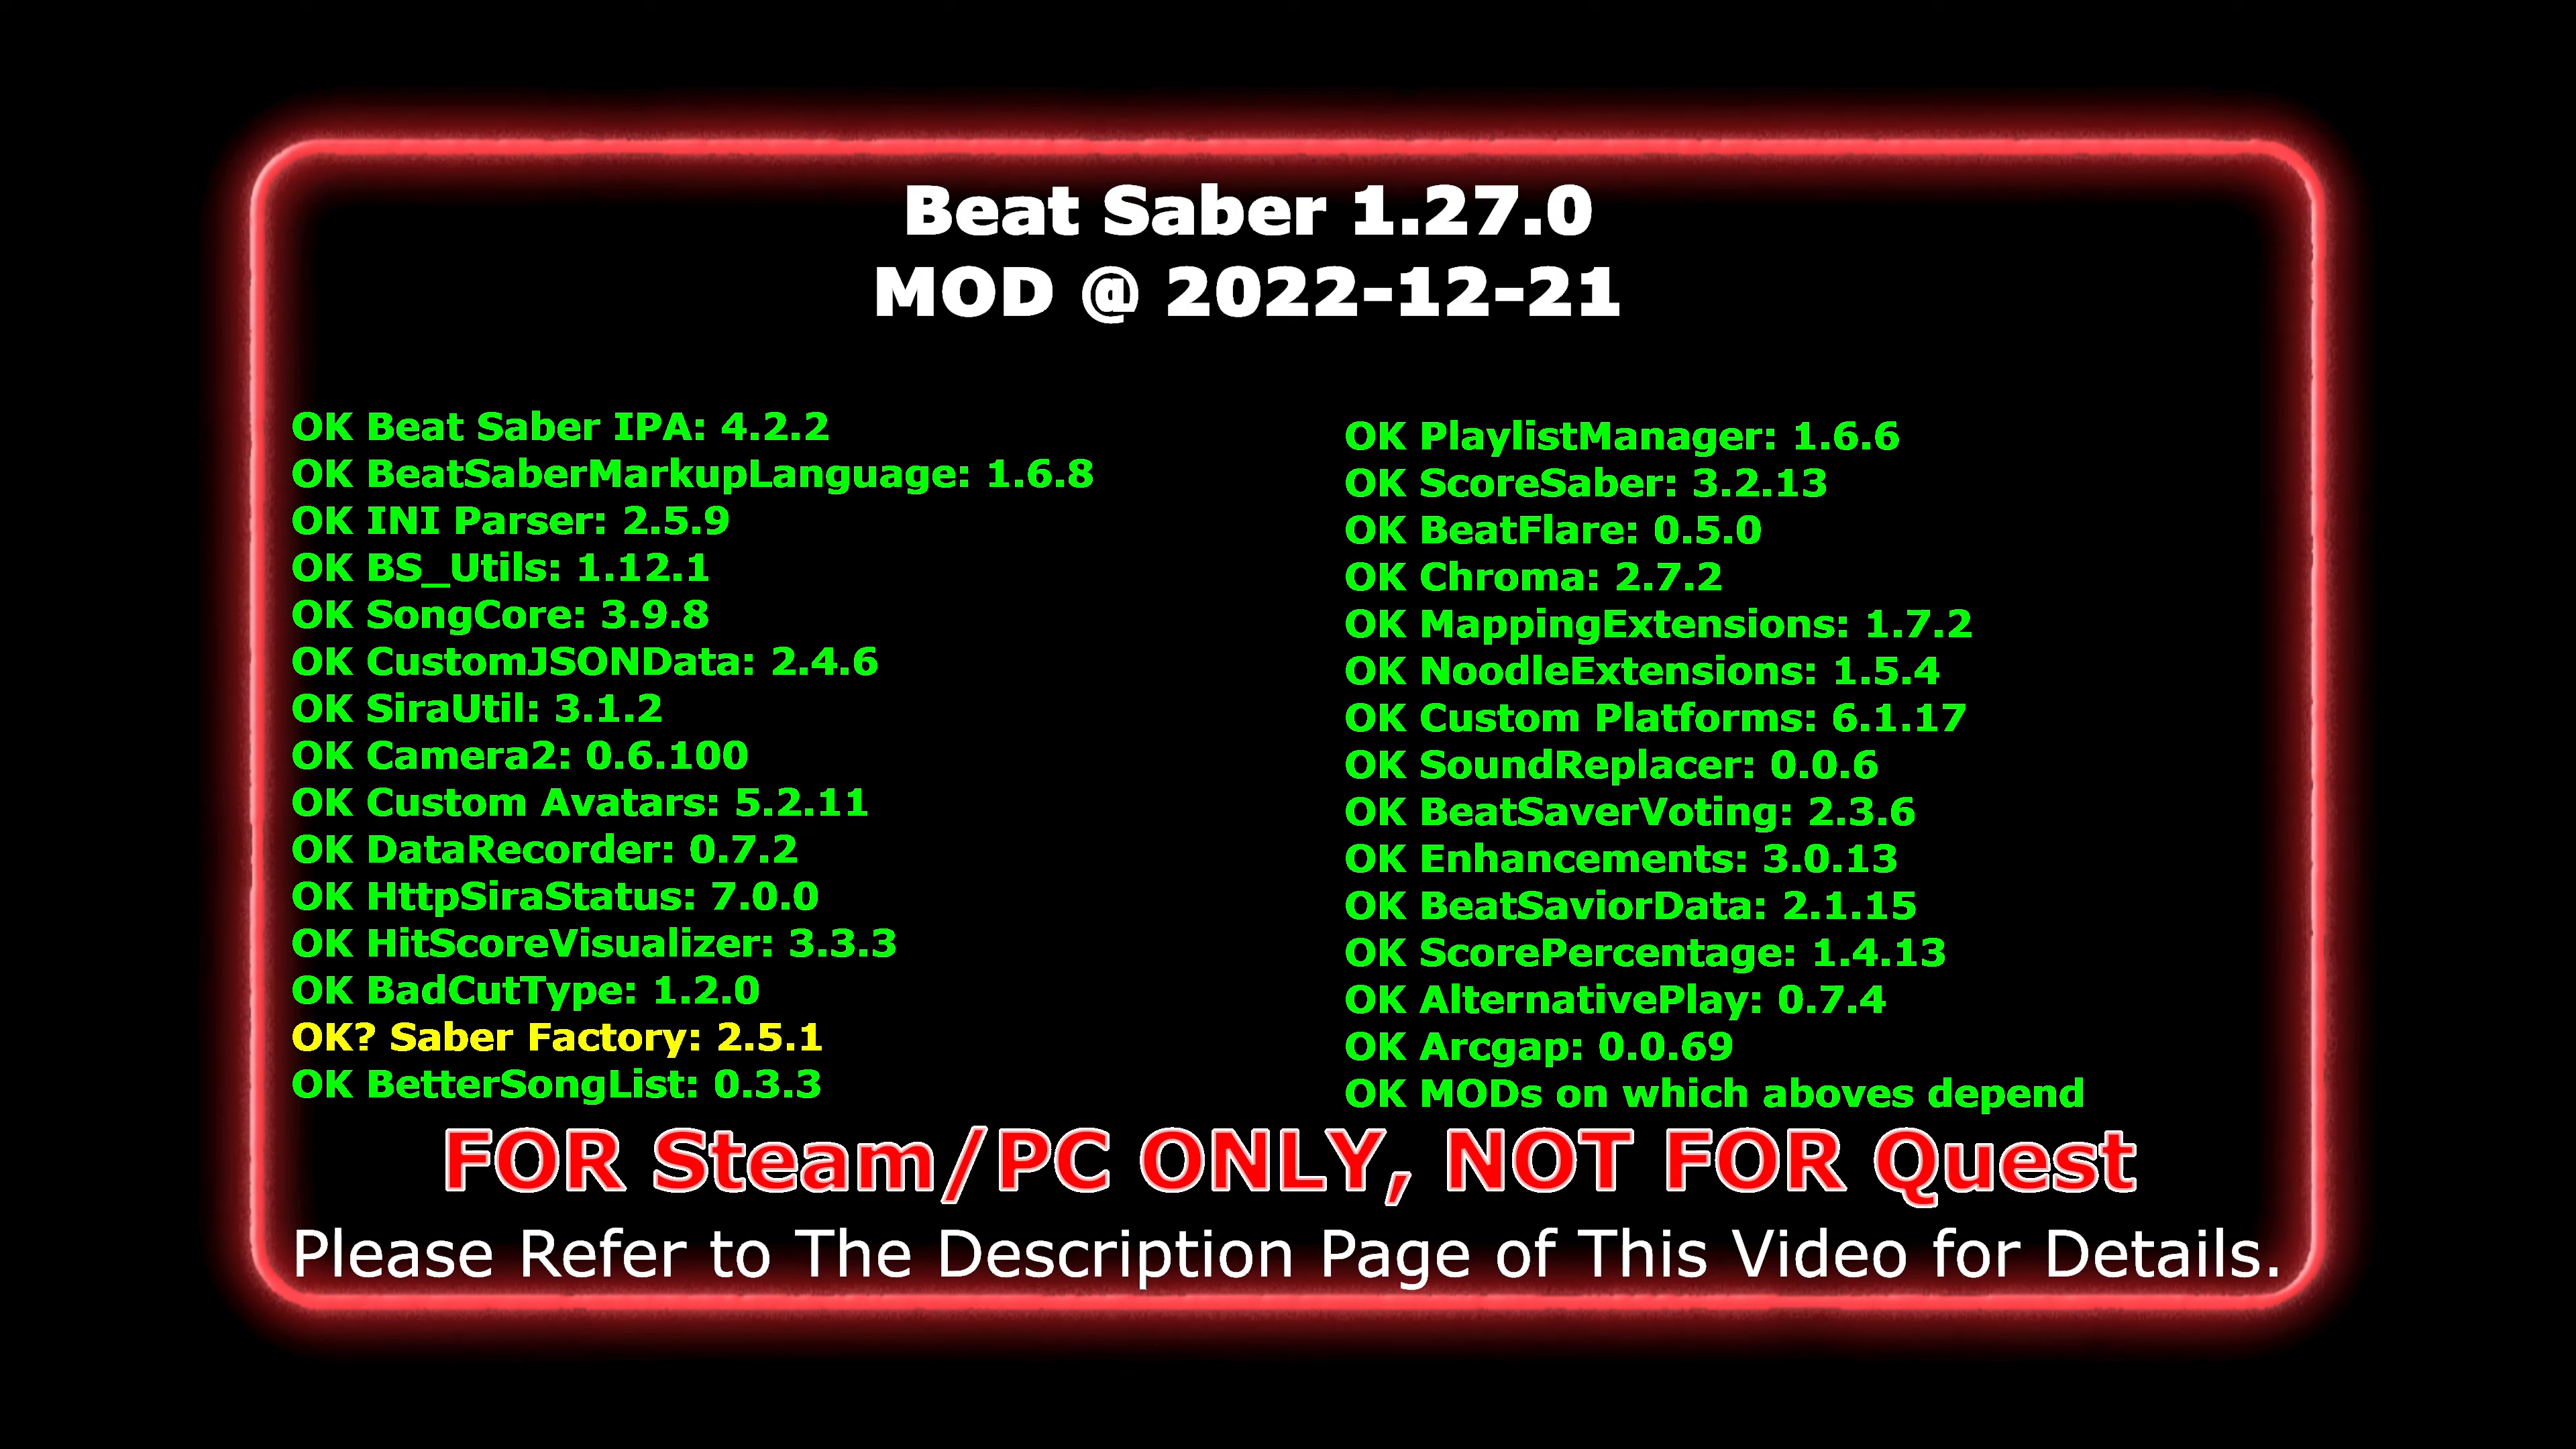 Beat Saber 1.27.0
MOD @ 2022-12-21
OK Beat Saber IPA: 4.2.2
OK BeatSaberMarkupLanguage: 1.6.8
OK INI Parser: 2.5.9
OK BS_Utils: 1.12.1
OK SongCore: 3.9.8
OK CustomJSONData: 2.4.6
OK SiraUtil: 3.1.2
OK Camera2: 0.6.100
OK Custom Avatars: 5.2.11
OK DataRecorder: 0.7.2
OK HttpSiraStatus: 7.0.0
OK HitScoreVisualizer: 3.3.3
OK BadCutType: 1.2.0
OK? Saber Factory: 2.5.1
OK BetterSongList: 0.3.3
OK PlaylistManager: 1.6.6
OK ScoreSaber: 3.2.13
OK BeatFlare: 0.5.0
OK Chroma: 2.7.2
OK MappingExtensions: 1.7.2
OK NoodleExtensions: 1.5.4
OK Custom Platforms: 6.1.17
OK SoundReplacer: 0.0.6
OK BeatSaverVoting: 2.3.6
OK Enhancements: 3.0.13
OK BeatSaviorData: 2.1.15
OK ScorePercentage: 1.4.13
OK AlternativePlay: 0.7.4
OK Arcgap: 0.0.69
OK MODs on which aboves depend
FOR Steam/PC ONLY, NOT FOR Quest
Please Refer to The Description Page of This Video for Details.